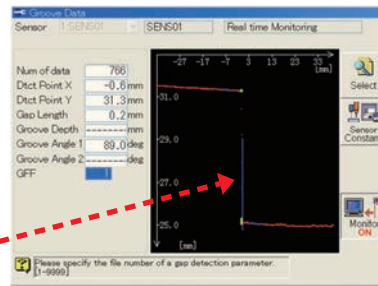 Groove Data
Sensor 1:SENS01 SENS01 Real time Monitoring
-27 -17 -7 3 13 23 33
[mm]
Num of data 766
Dtct Point X -0.6 mm
Dtct Point Y 31.3 mm
Gap Length 0.2 mm
Groove Depth ------- mm
Groove Angle 1 89.0 deg
Groove Angle 2 ------- deg
GFF 1
-31.0
-29.0
-27.0
-25.0
[mm]
Select
Sensor
Constan
Monitor
ON
Please specify the file number of a gap detection parameter.
[1-9999]